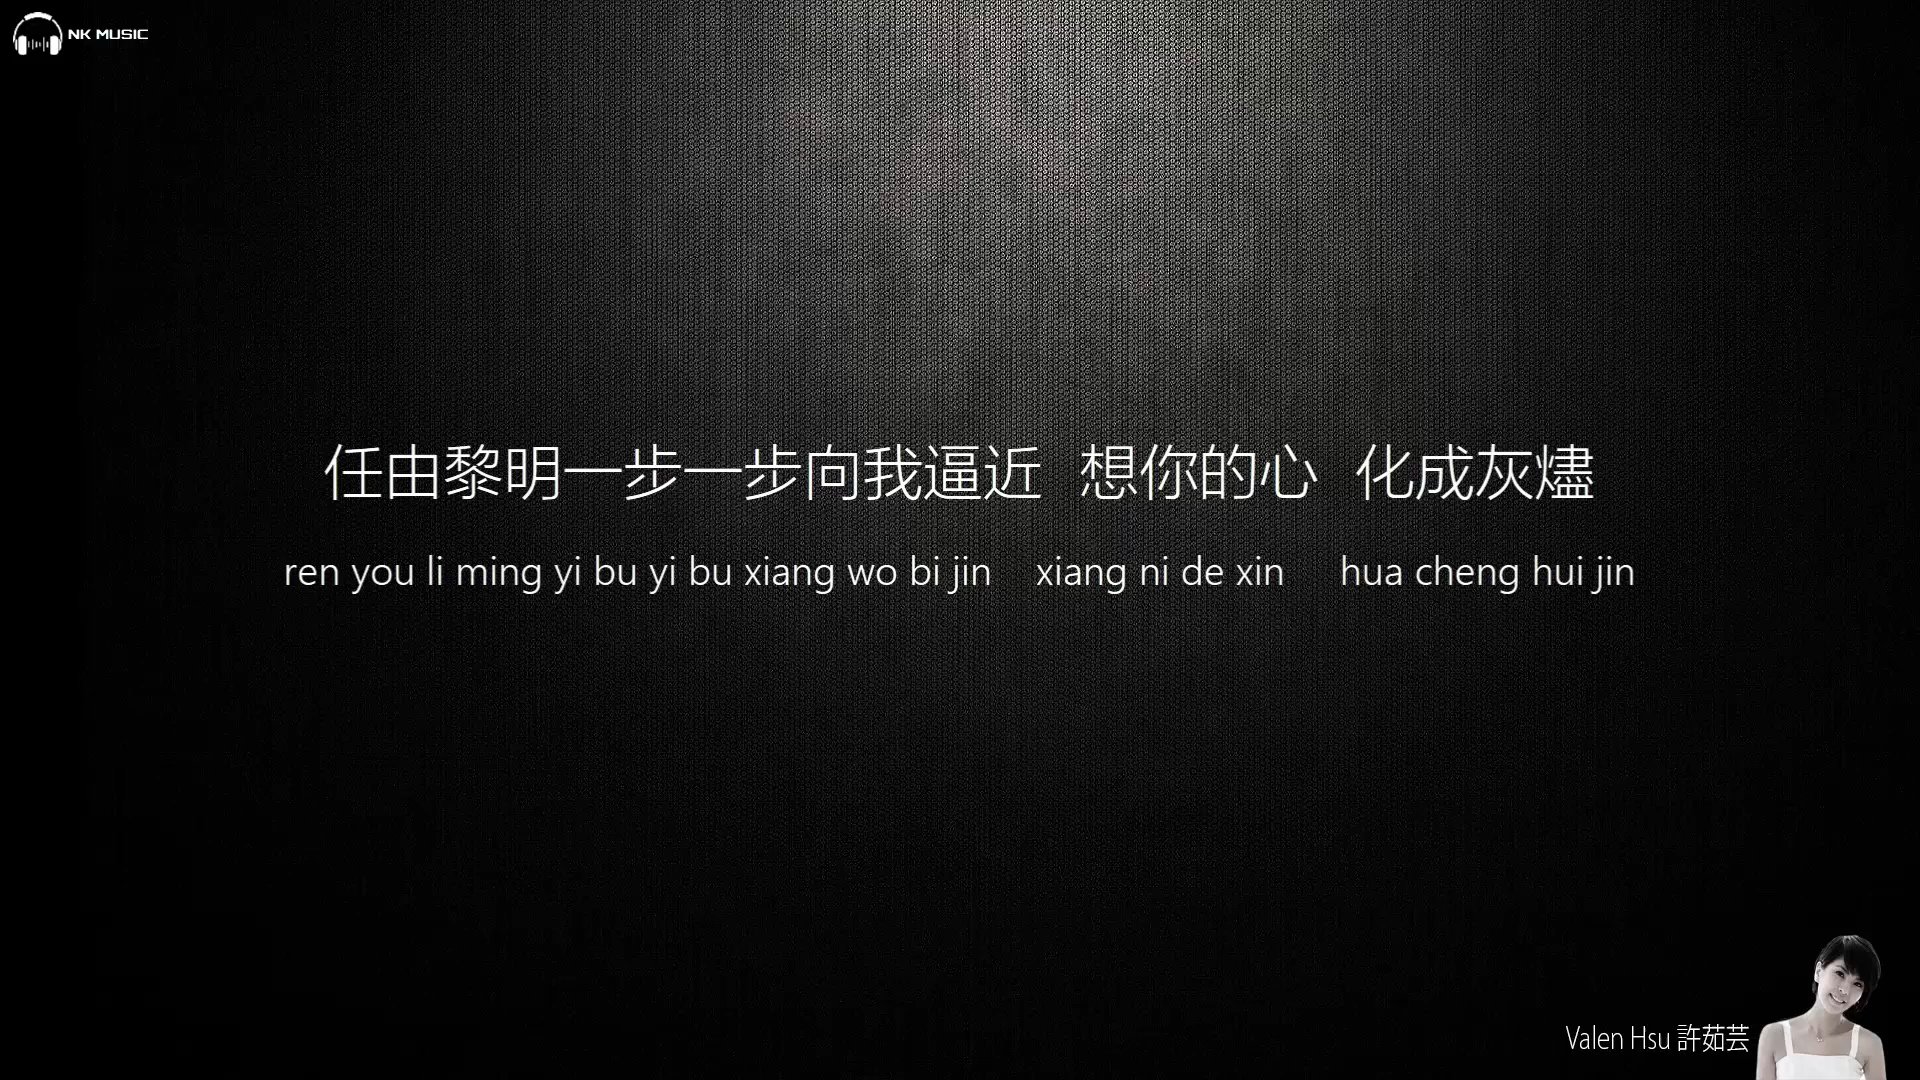 NK MUSIC
任由黎明一步一步向我逼近 想你的心 化成灰燼
ren you li ming yi bu yi bu xiang wo bi jin xiang ni de xin hua cheng hui jin
Valen Hsu 許茹芸